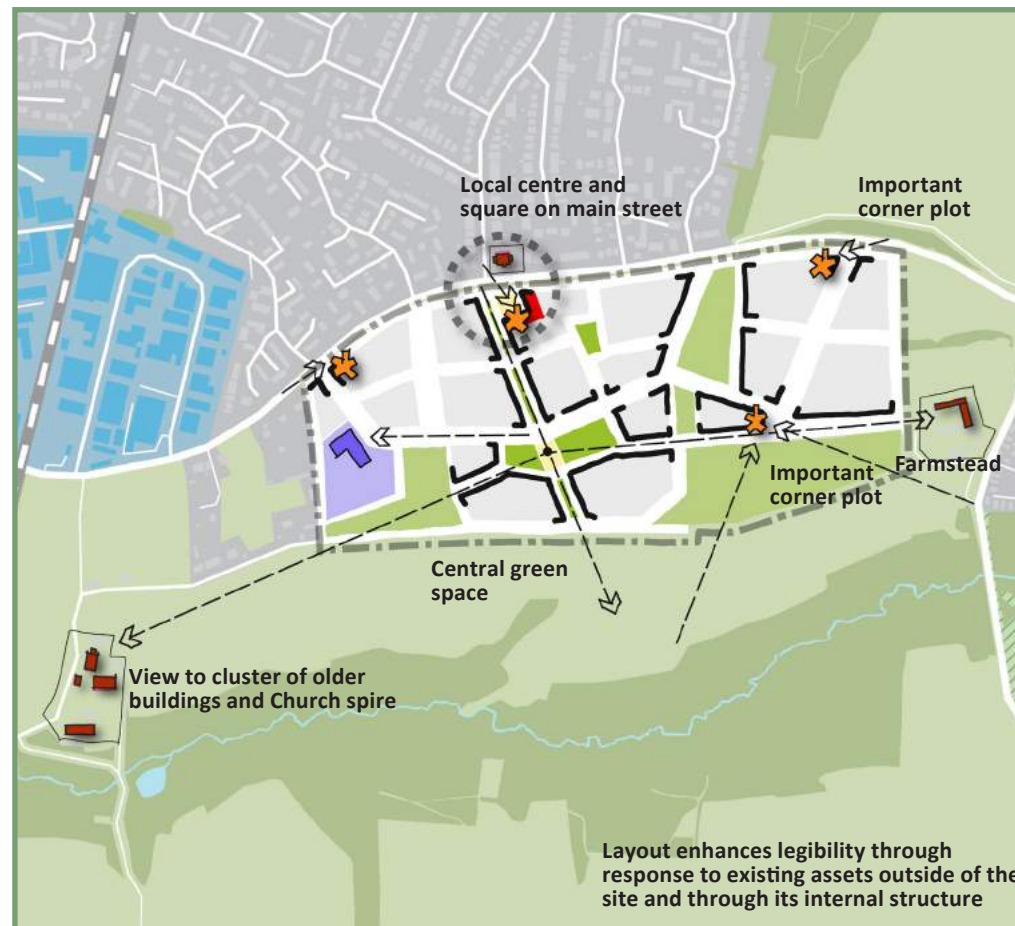 Local centre and
square on main street
Important
corner plot
Farmstead
Important
corner plot
Central green
space
View to cluster of older
buildings and Church spire
Layout enhances legibility through
response to existing assets outside of the
site and through its internal structure